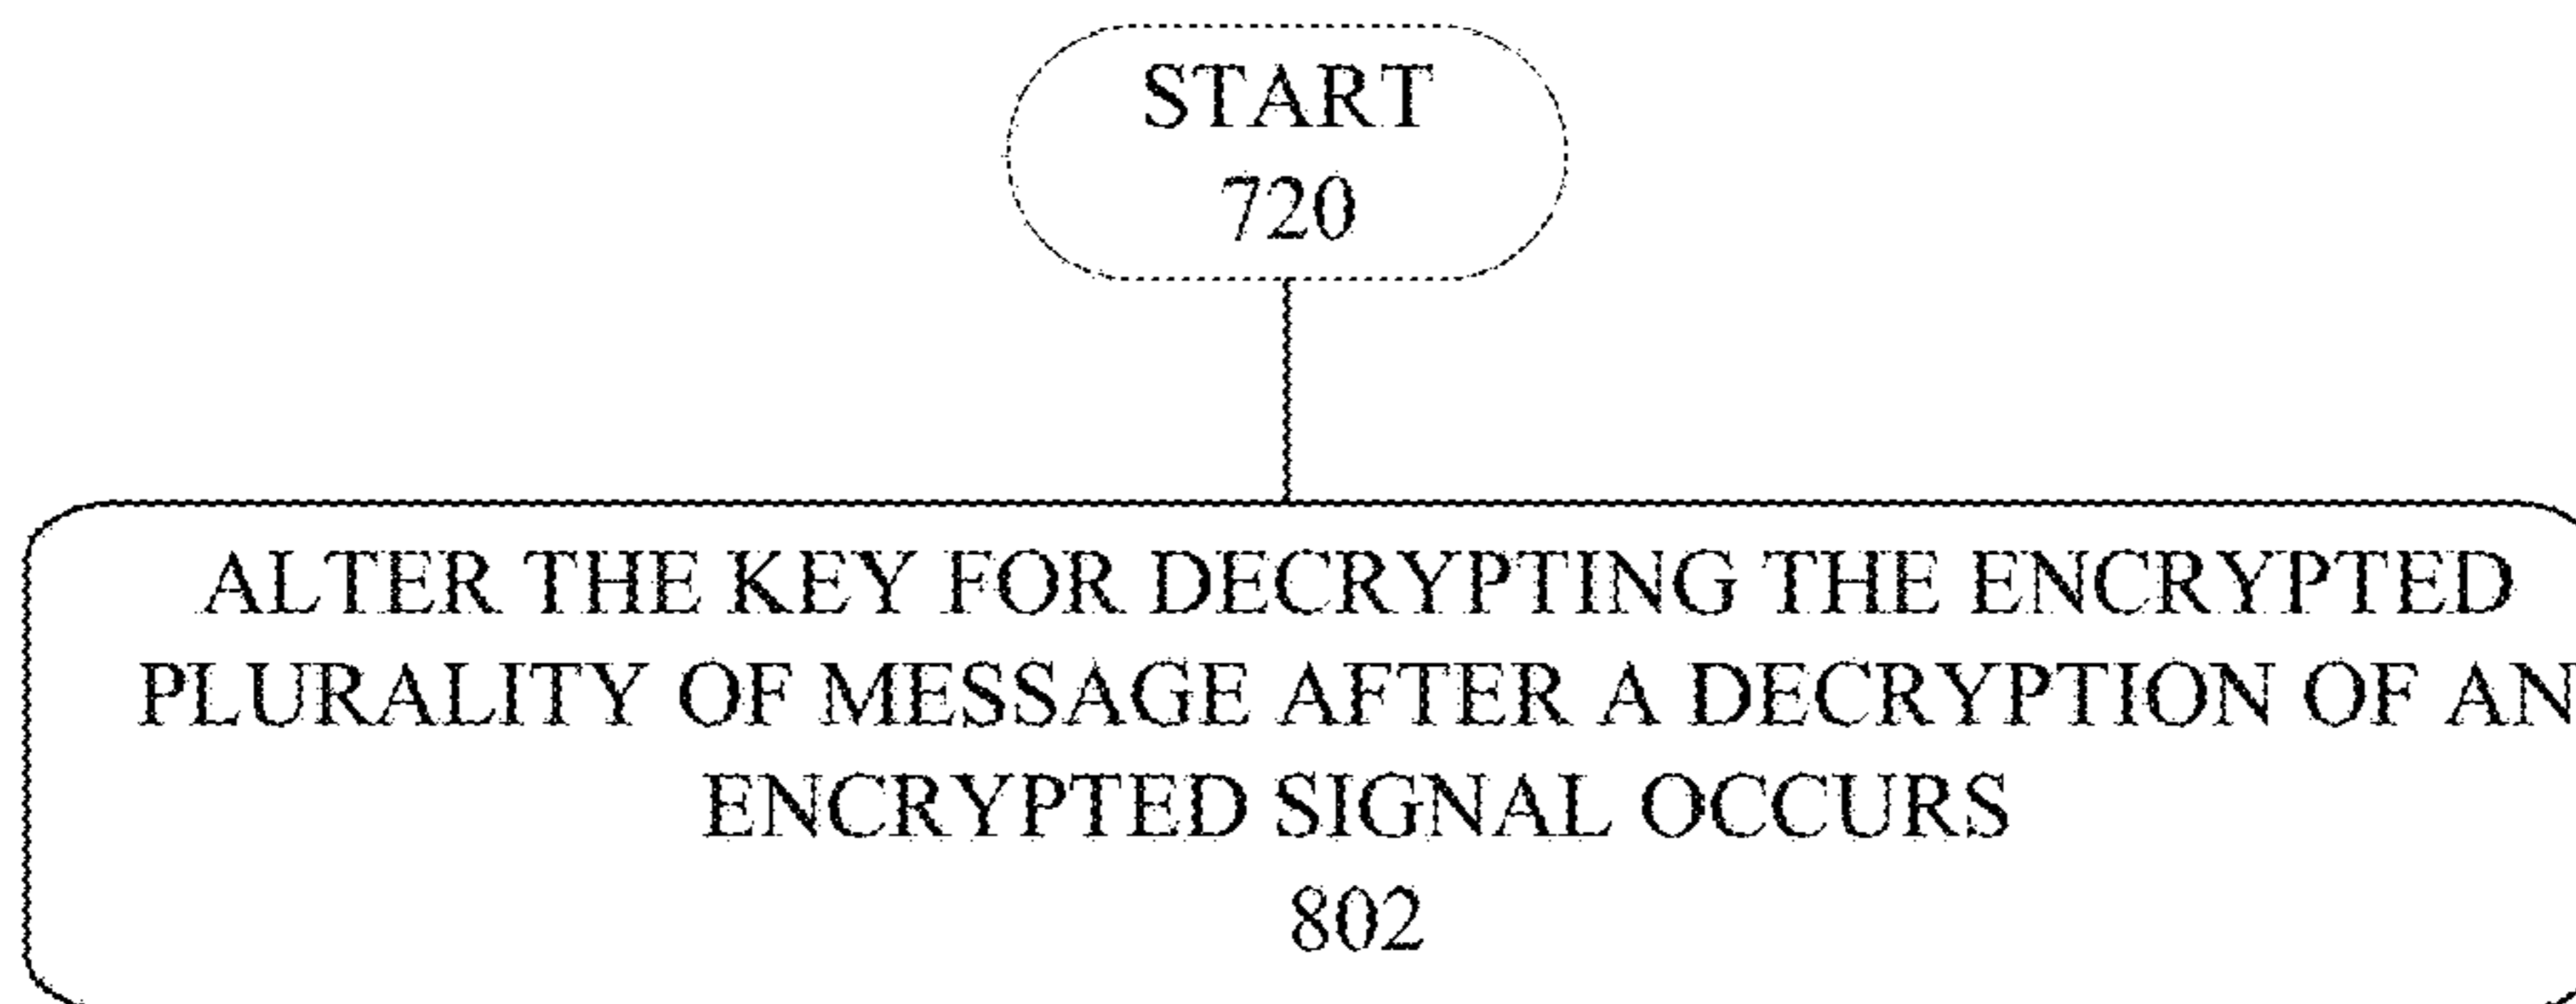 START
720
ALTER THE KEY FOR DECRYPTING THE ENCRYPTED
PLURALITY OF MESSAGE AFTER A DECRYPTION OF AN
ENCRYPTED SIGNAL OCCURS
802